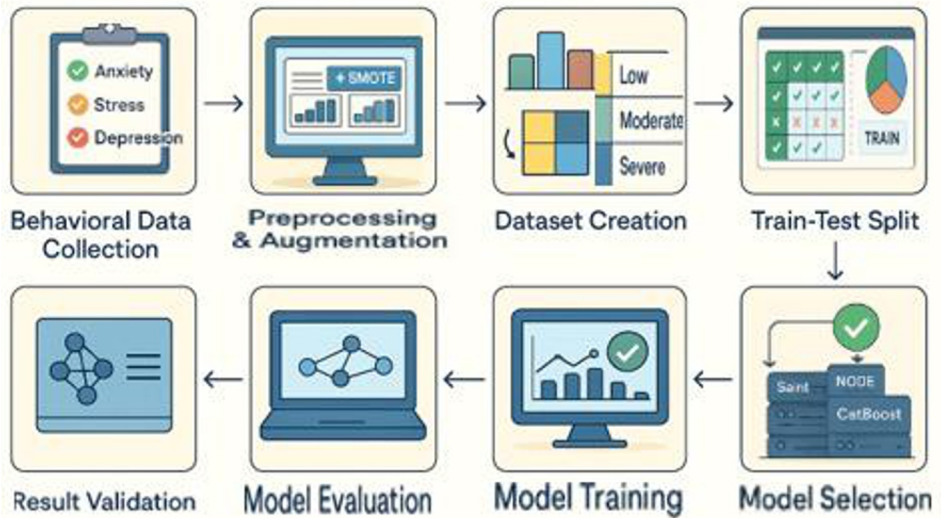 Anxiety
Stress
Depression
Behavioral Data
Collection
+ SMOTE
Preprocessing
& Augmentation
Low
Moderate
Severe
Dataset Creation
TRAIN
Train-Test Split
Result Validation
Model Evaluation
Model Training
Saint
NODE
CatBoost
Model Selection